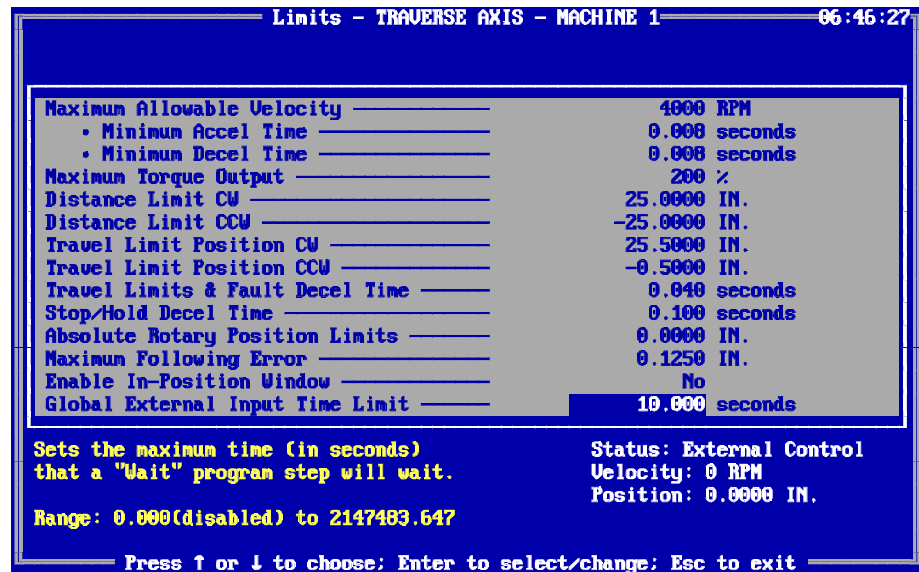 Limits - TRAVERSE AXIS - MACHINE 1 06:46:27
Maximum Allowable Velocity 4000 RPM
• Minimum Accel Time 0.008 seconds
• Minimum Decel Time 0.008 seconds
Maximum Torque Output 200 %
Distance Limit CW 25.0000 IN.
Distance Limit CCW -25.0000 IN.
Travel Limit Position CW 25.5000 IN.
Travel Limit Position CCW -0.5000 IN.
Travel Limits & Fault Decel Time 0.040 seconds
Stop/Hold Decel Time 0.100 seconds
Absolute Rotary Position Limits 0.0000 IN.
Maximum Following Error 0.1250 IN.
Enable In-Position Window No
Global External Input Time Limit 10.000 seconds
Sets the maximum time (in seconds)
that a "Wait" program step will wait.
Range: 0.000(disabled) to 2147483.647
Status: External Control
Velocity: 0 RPM
Position: 0.0000 IN.
Press ↑ or ↓ to choose; Enter to select/change; Esc to exit